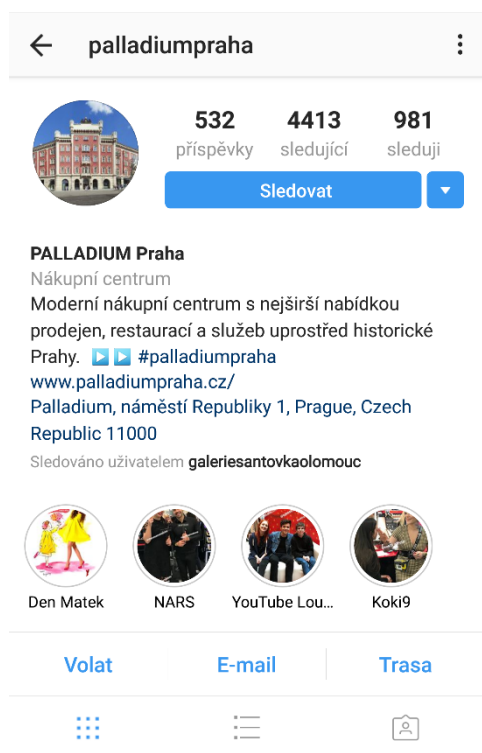 palladiumpraha
532 4413 981
příspěvky sledující sleduji
Sledovat
PALLADIUM Praha
Nákupní centrum
Moderní nákupní centrum s nejširší nabídkou
prodejen, restaurací a služeb uprostřed historické
Prahy. ▶️▶️ #palladiumpraha
www.palladiumpraha.cz/
Palladium, náměstí Republiky 1, Prague, Czech
Republic 11000
Sledováno uživatelem galeriesantovkaolomouc
Den Matek NARS YouTube Lou... Koki9
Volat E-mail Trasa